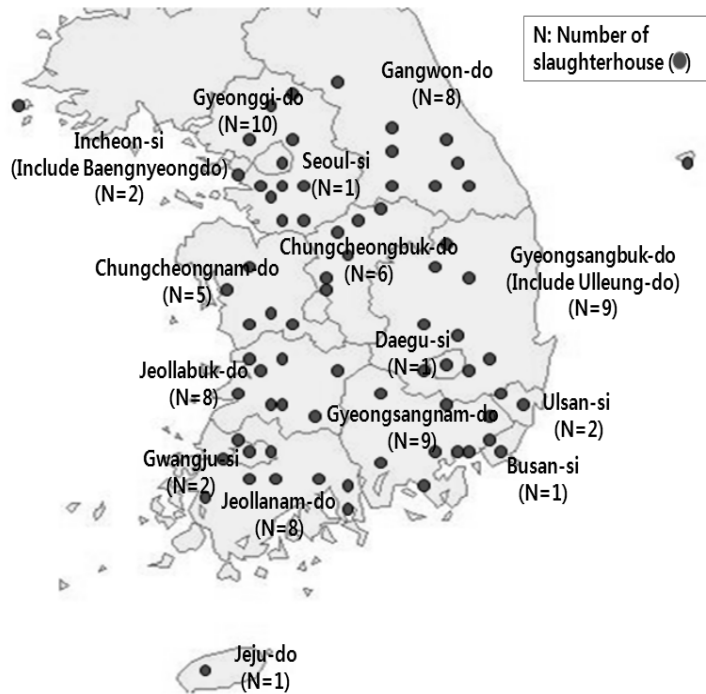 N: Number of
slaughterhouse ( )
Gangwon-do
(N=8)
Gyeonggi-do
(N=10)
Incheon-si
(Include Baengnyeongdo)
(N=2)
Seoul-si
(N=1)
Chungcheongbuk-do
(N=6)
Gyeongsangbuk-do
(Include Ulleung-do)
(N=9)
Chungcheongnam-do
(N=5)
Daegu-si
(N=1)
Jeollabuk-do
(N=8)
Gyeongsangnam-do
(N=9)
Ulsan-si
(N=2)
Gwangju-si
(N=2)
Busan-si
(N=1)
Jeollanam-do
(N=8)
Jeju-do
(N=1)